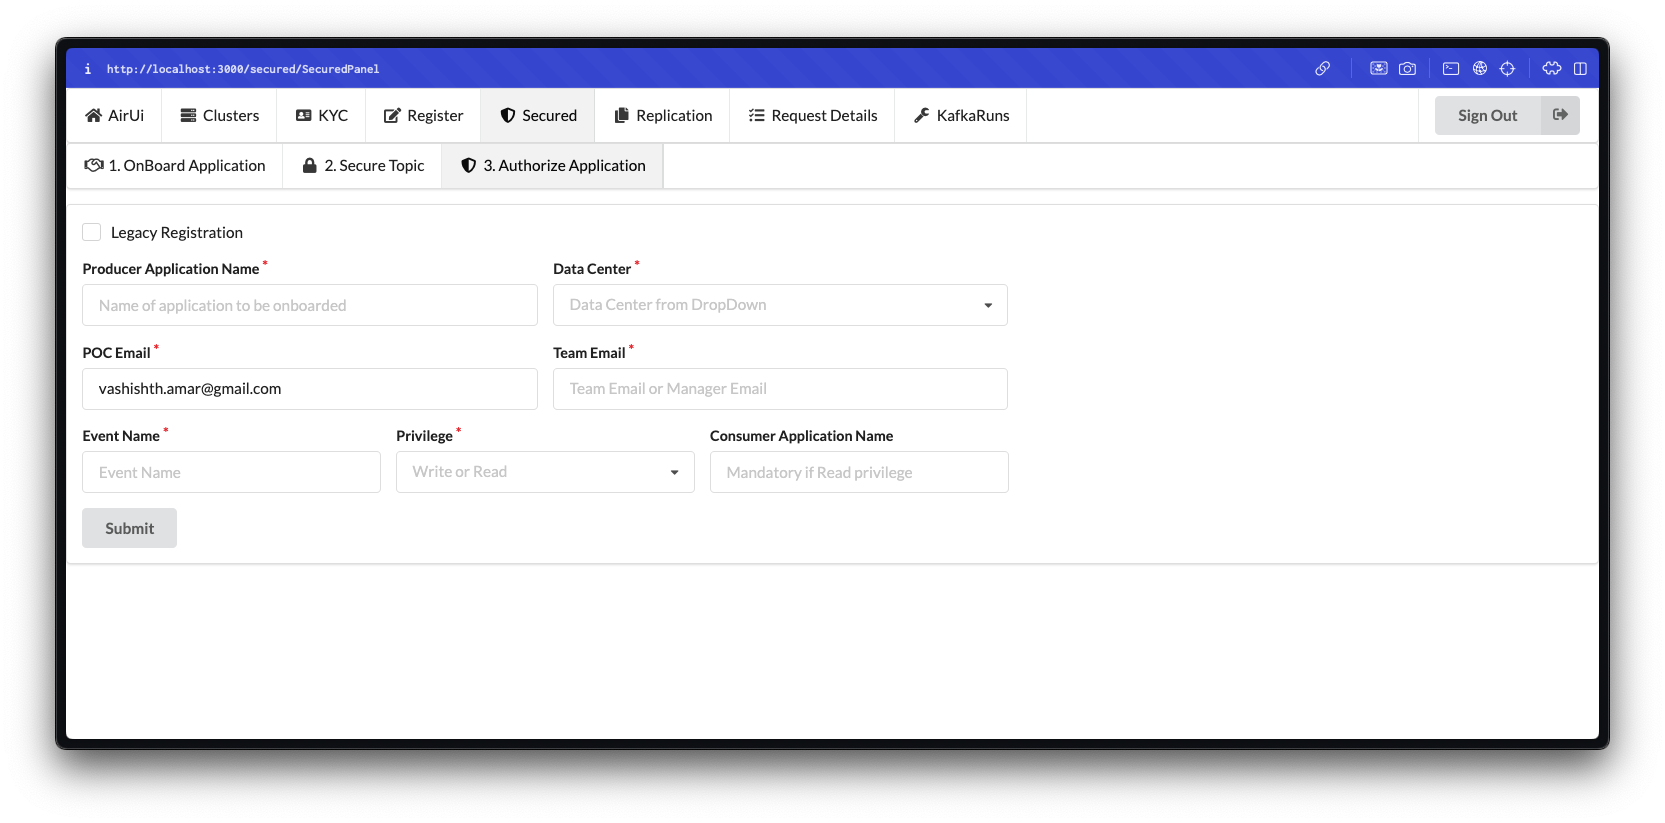 http://localhost:3000/secured/SecuredPanel
AirUi Clusters KYC Register Secured Replication Request Details KafkaRuns Sign Out
1. OnBoard Application 2. Secure Topic 3. Authorize Application
Legacy Registration
Producer Application Name * Data Center *
Name of application to be onboarded Data Center from DropDown
POC Email * Team Email *
vashishth.amar@gmail.com Team Email or Manager Email
Event Name * Privilege * Consumer Application Name
Event Name Write or Read Mandatory if Read privilege
Submit